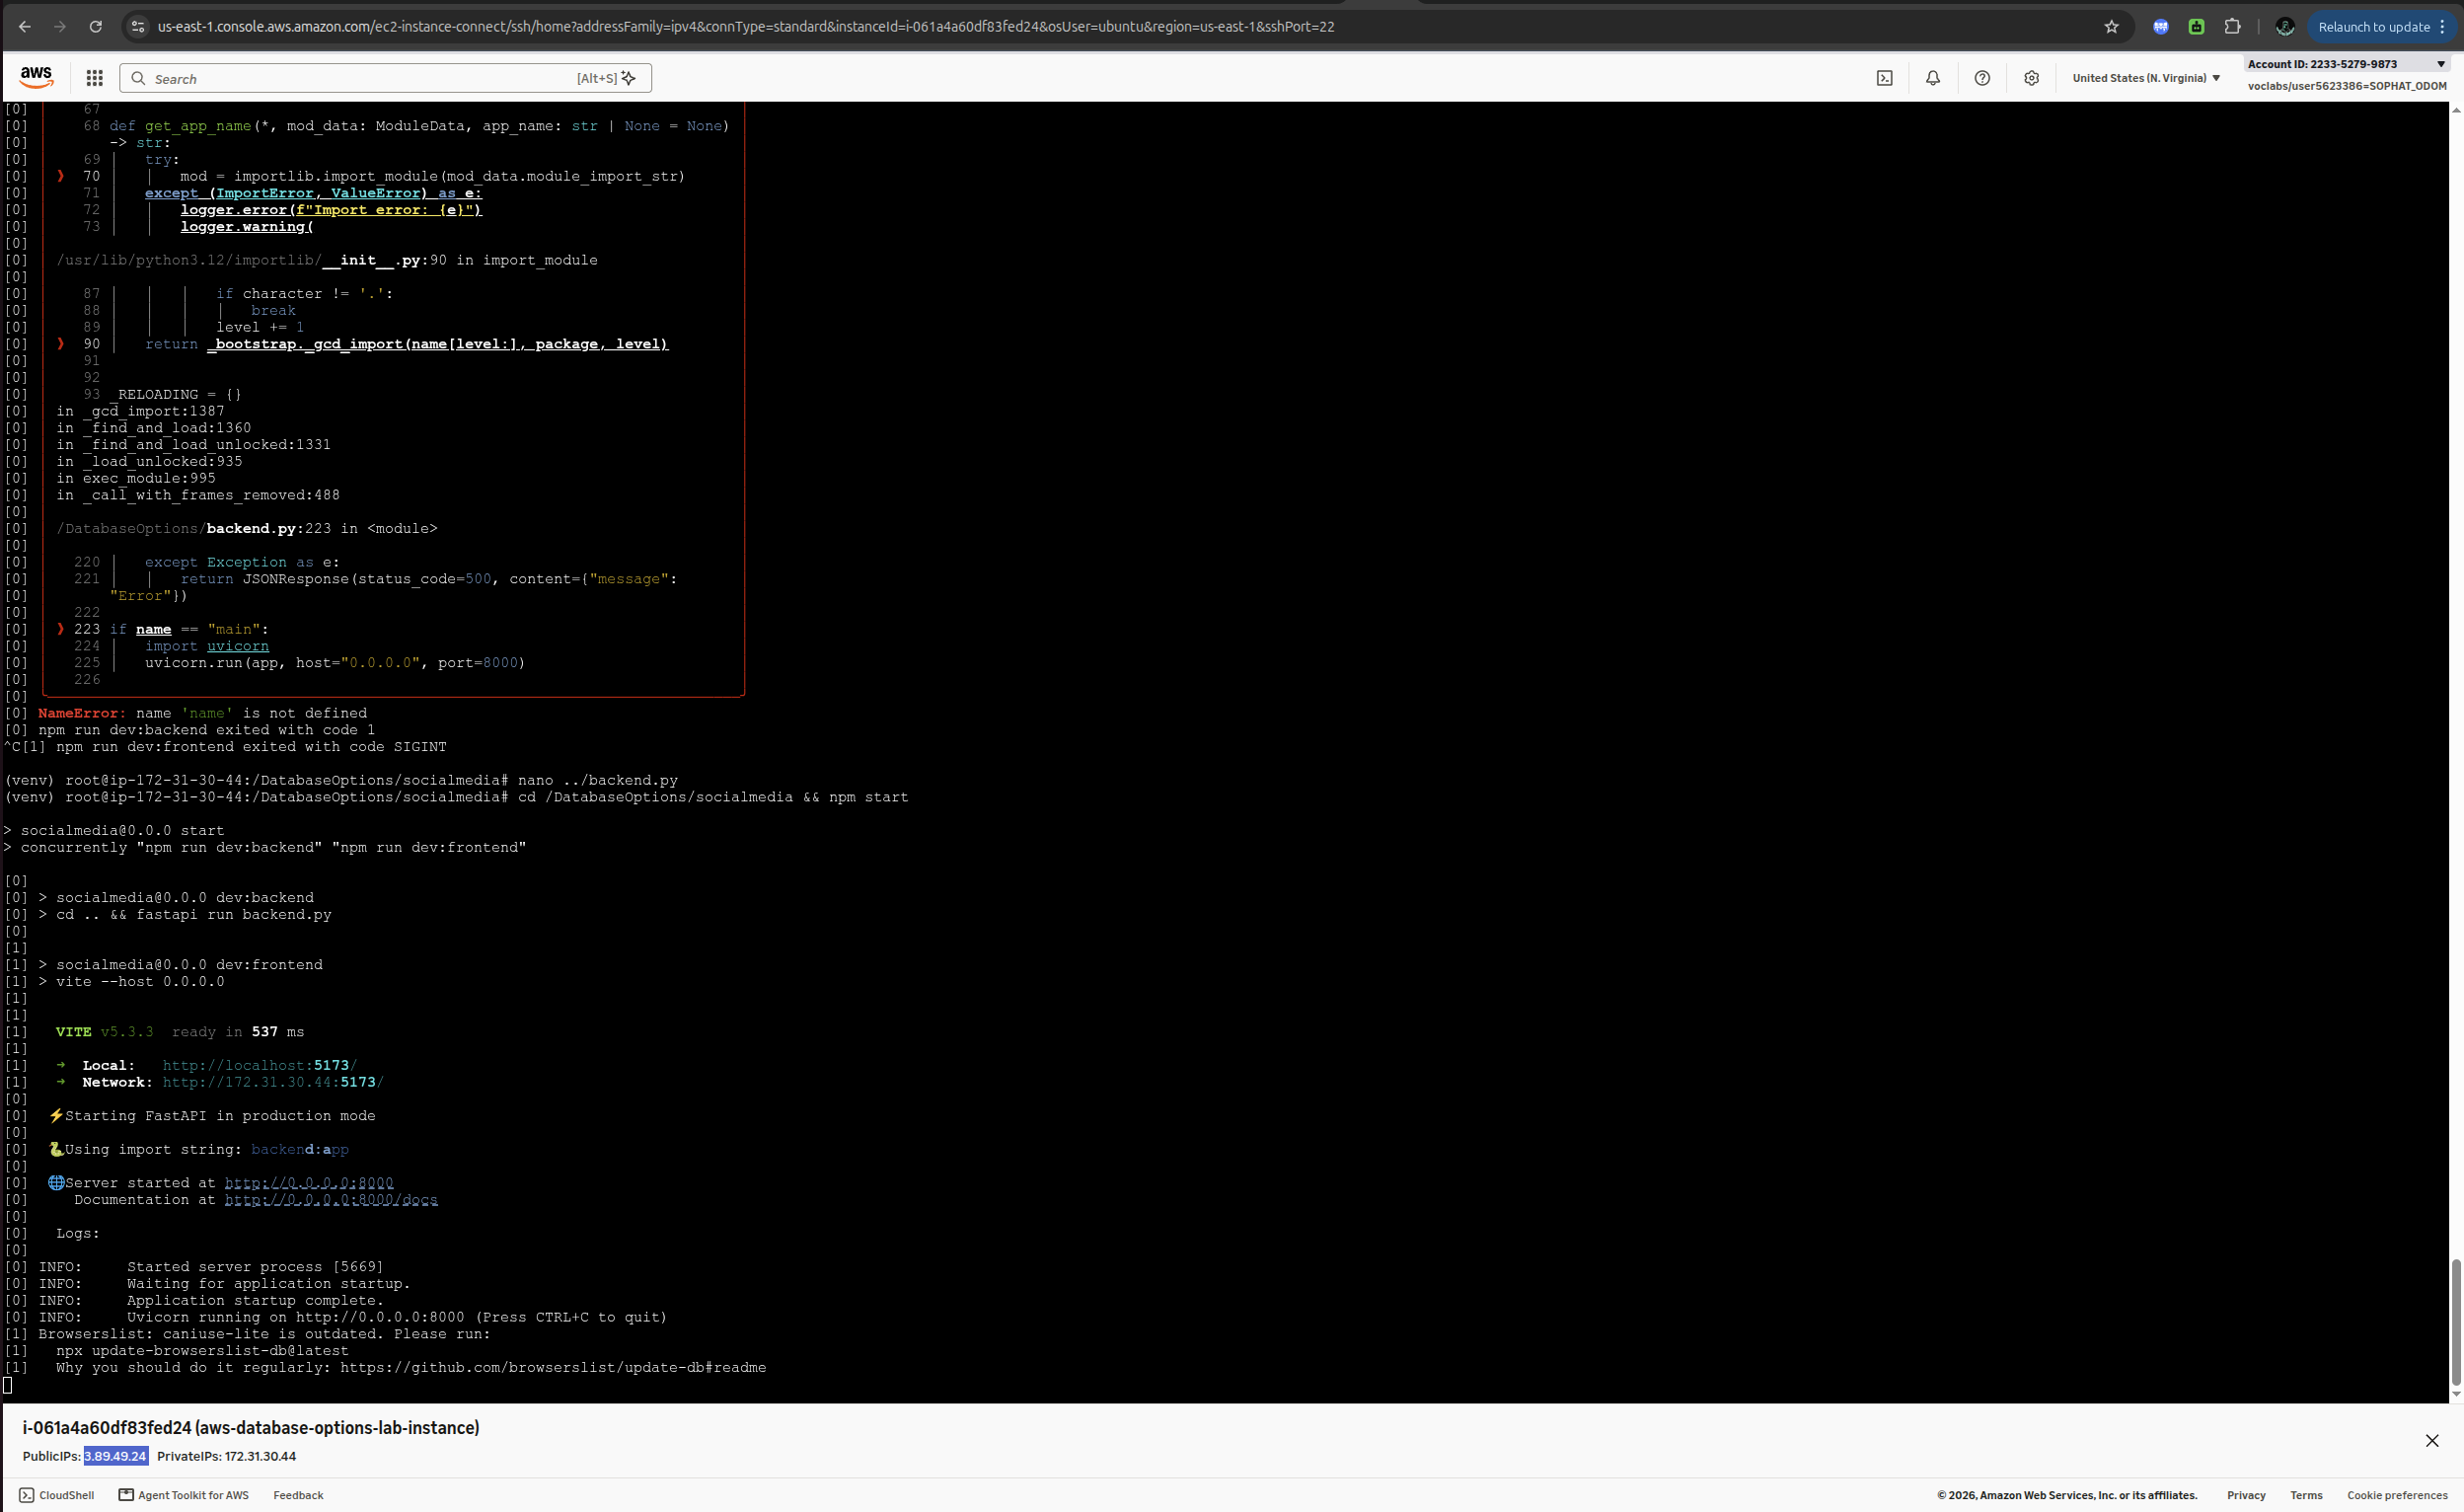 us-east-1.console.aws.amazon.com/ec2-instance-connect/ssh/home?addressFamily=ipv4&connType=standard&instanceId=i-061a4a60df83fed24&osUser=ubuntu&region=us-east-1&sshPort=22
Relaunch to update
aws
Search
[Alt+S]
United States (N. Virginia)
Account ID: 2233-5279-9873
voclabs/user5623386=SOPHAT_ODOM
[0] 67
[0] 68 def get_app_name(*, mod_data: ModuleData, app_name: str | None = None)
[0] -> str:
[0] 69 │ try:
[0] ❱ 70 │ │ mod = importlib.import_module(mod_data.module_import_str)
[0] 71 except (ImportError, ValueError) as e:
[0] 72 │ │ logger.error(f"Import error: {e}")
[0] 73 │ │ logger.warning(
[0]
[0] /usr/lib/python3.12/importlib/__init__.py:90 in import_module
[0]
[0] 87 │ │ │ if character != '.':
[0] 88 │ │ │ │ break
[0] 89 │ │ │ level += 1
[0] ❱ 90 │ return _bootstrap._gcd_import(name[level:], package, level)
[0] 91
[0] 92
[0] 93 _RELOADING = {}
[0] in _gcd_import:1387
[0] in _find_and_load:1360
[0] in _find_and_load_unlocked:1331
[0] in _load_unlocked:935
[0] in exec_module:995
[0] in _call_with_frames_removed:488
[0]
[0] /DatabaseOptions/backend.py:223 in <module>
[0]
[0] 220 │ except Exception as e:
[0] 221 │ │ return JSONResponse(status_code=500, content={"message":
[0] "Error"})
[0] 222
[0] ❱ 223 if name == "main":
[0] 224 │ import uvicorn
[0] 225 │ uvicorn.run(app, host="0.0.0.0", port=8000)
[0] 226
[0]
[0] NameError: name 'name' is not defined
[0] npm run dev:backend exited with code 1
^C[1] npm run dev:frontend exited with code SIGINT
(venv) root@ip-172-31-30-44:/DatabaseOptions/socialmedia# nano ../backend.py
(venv) root@ip-172-31-30-44:/DatabaseOptions/socialmedia# cd /DatabaseOptions/socialmedia && npm start
> socialmedia@0.0.0 start
> concurrently "npm run dev:backend" "npm run dev:frontend"
[0]
[0] > socialmedia@0.0.0 dev:backend
[0] > cd .. && fastapi run backend.py
[0]
[1]
[1] > socialmedia@0.0.0 dev:frontend
[1] > vite --host 0.0.0.0
[1]
[1]
[1] VITE v5.3.3 ready in 537 ms
[1]
[1] ➜ Local: http://localhost:5173/
[1] ➜ Network: http://172.31.30.44:5173/
[0]
[0] ⚡Starting FastAPI in production mode
[0]
[0] 🐍Using import string: backend:app
[0]
[0] 🌐Server started at http://0.0.0.0:8000
[0] Documentation at http://0.0.0.0:8000/docs
[0]
[0] Logs:
[0]
[0] INFO: Started server process [5669]
[0] INFO: Waiting for application startup.
[0] INFO: Application startup complete.
[0] INFO: Uvicorn running on http://0.0.0.0:8000 (Press CTRL+C to quit)
[1] Browserslist: caniuse-lite is outdated. Please run:
[1] npx update-browserslist-db@latest
[1] Why you should do it regularly: https://github.com/browserslist/update-db#readme
i-061a4a60df83fed24 (aws-database-options-lab-instance)
PublicIPs: 3.89.49.24 PrivateIPs: 172.31.30.44
CloudShell Agent Toolkit for AWS Feedback
© 2026, Amazon Web Services, Inc. or its affiliates. Privacy Terms Cookie preferences